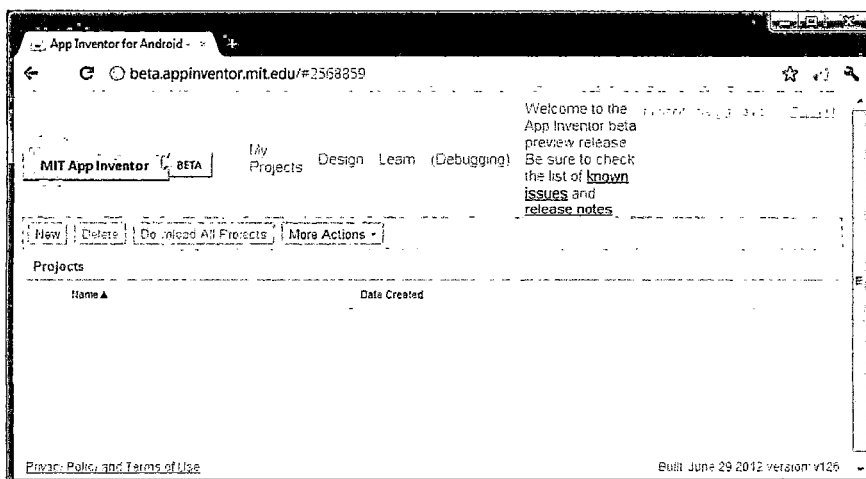 App Inventor for Android -
beta.appinventor.mit.edu/#2568859
Welcome to the
App Inventor beta
preview release
Be sure to check
the list of known
issues and
release notes
MIT App Inventor BETA
My
Projects
Design Learn (Debugging)
New Delete Download All Projects More Actions
Projects
Name Date Created
Privacy Policy and Terms of Use
Built June 29 2012 version v126